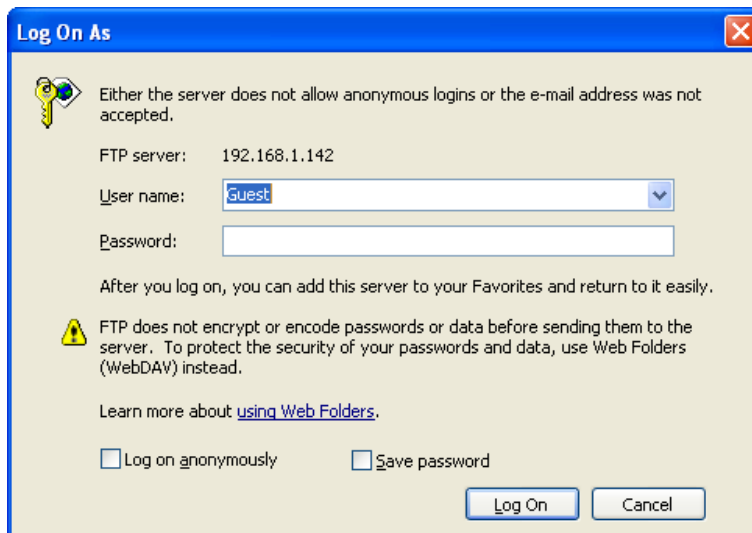 Log On As
Either the server does not allow anonymous logins or the e-mail address was not
accepted.
FTP server: 192.168.1.142
User name: Guest
Password:
After you log on, you can add this server to your Favorites and return to it easily.
FTP does not encrypt or encode passwords or data before sending them to the
server. To protect the security of your passwords and data, use Web Folders
(WebDAV) instead.
Learn more about using Web Folders.
Log on anonymously Save password
Log On Cancel